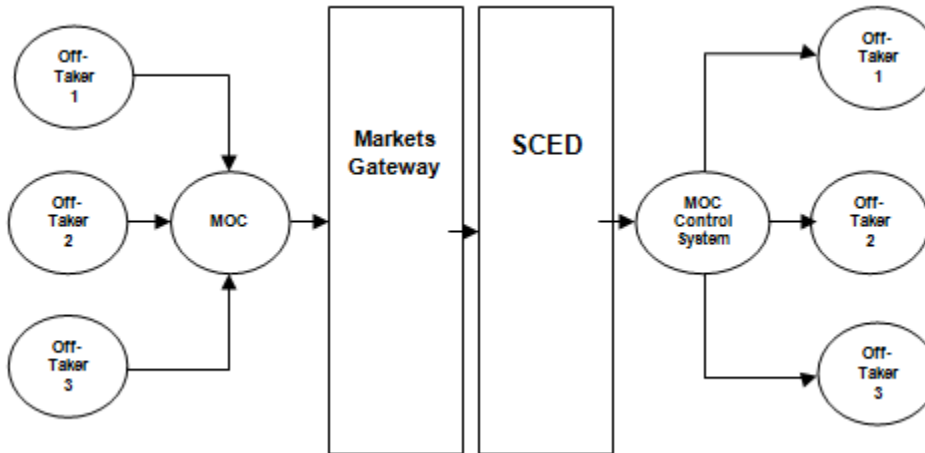 Off-
Taker
1
Off-
Taker
2
Off-
Taker
3
MOC
Markets
Gateway
SCED
MOC
Control
System
Off-
Taker
1
Off-
Taker
2
Off-
Taker
3